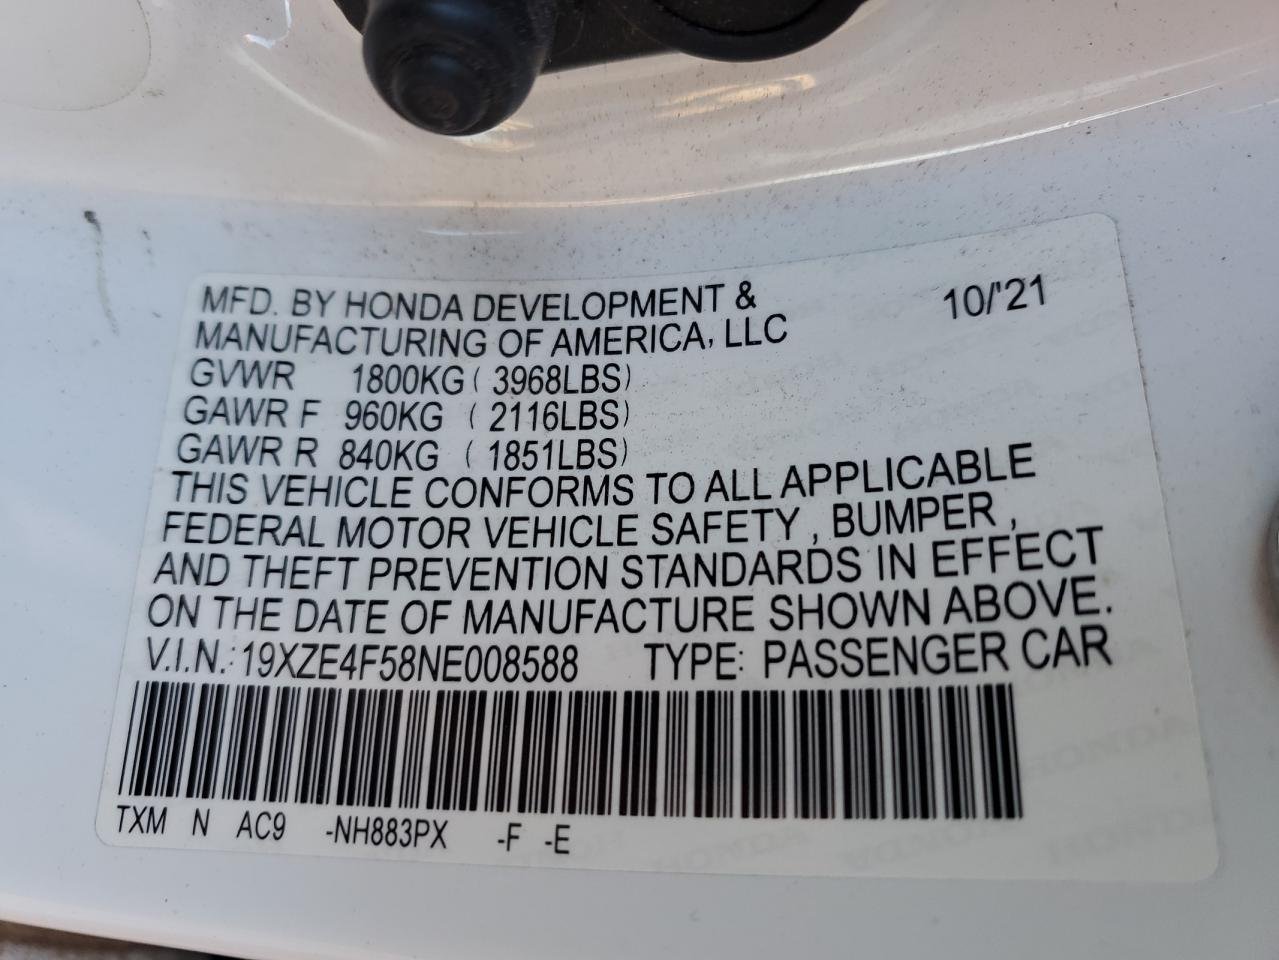 MFD. BY HONDA DEVELOPMENT & 10/'21
MANUFACTURING OF AMERICA, LLC
GVWR 1800KG ( 3968LBS)
GAWR F 960KG ( 2116LBS)
GAWR R 840KG ( 1851LBS)
THIS VEHICLE CONFORMS TO ALL APPLICABLE
FEDERAL MOTOR VEHICLE SAFETY , BUMPER ,
AND THEFT PREVENTION STANDARDS IN EFFECT
ON THE DATE OF MANUFACTURE SHOWN ABOVE.
V.I.N.: 19XZE4F58NE008588 TYPE: PASSENGER CAR
TXM N AC9 -NH883PX -F -E